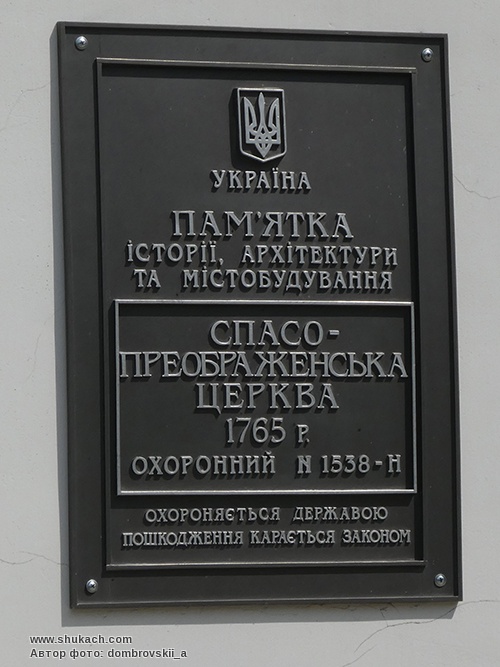 УКРАЇНА
ПАМ'ЯТКА
ІСТОРІЇ, АРХІТЕКТУРИ
ТА МІСТОБУДУВАННЯ
СПАСО-
ПРЕОБРАЖЕНСЬКА
ЦЕРКВА
1765 Р.
ОХОРОННИЙ N 1538-Н
ОХОРОНЯЄТЬСЯ ДЕРЖАВОЮ
ПОШКОДЖЕННЯ КАРАЄТЬСЯ ЗАКОНОМ
www.shukach.com
Автор фото: dombrovskii_a